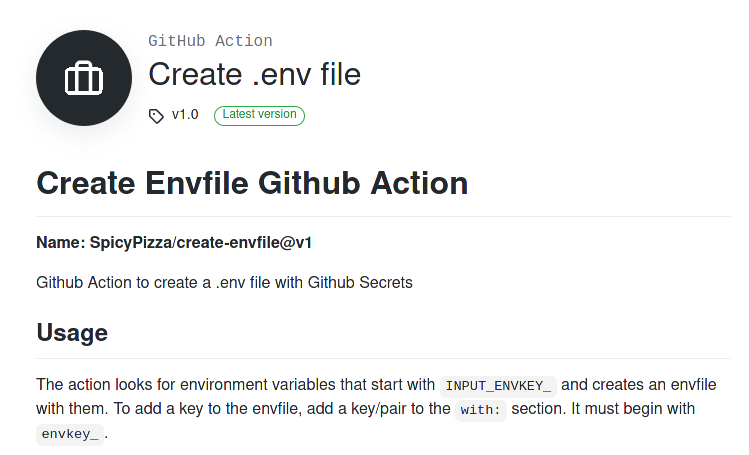 GitHub Action
Create .env file
v1.0 Latest version
Create Envfile Github Action
Name: SpicyPizza/create-envfile@v1
Github Action to create a .env file with Github Secrets
Usage
The action looks for environment variables that start with INPUT_ENVKEY_ and creates an envfile
with them. To add a key to the envfile, add a key/pair to the with: section. It must begin with
envkey_.